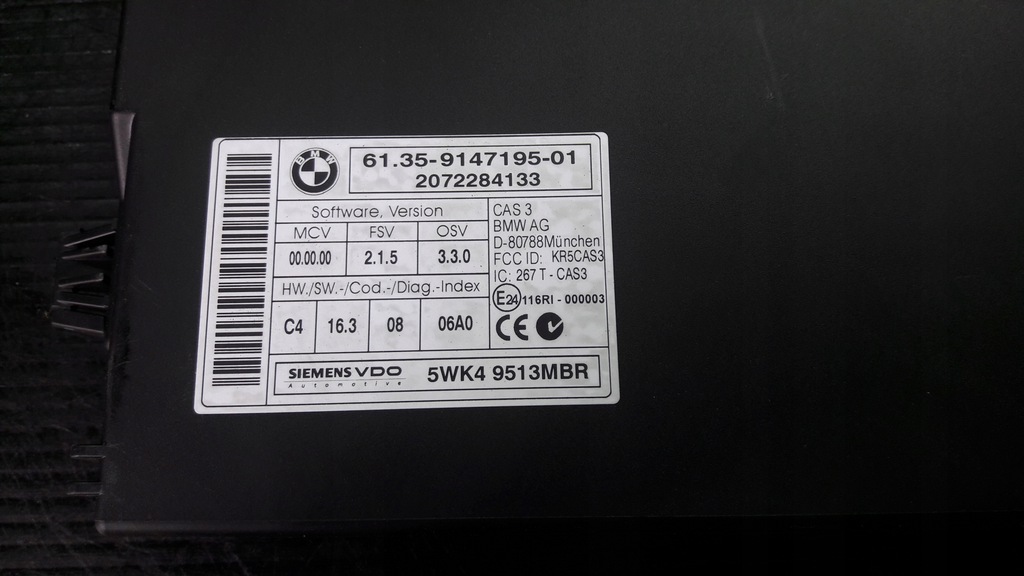 BMW
61.35-9147195-01
2072284133
Software, Version
MCV FSV OSV
00.00.00 2.1.5 3.3.0
HW./SW.-/Cod.-/Diag.-Index
C4 16.3 08 06A0
CAS 3
BMW AG
D-80788München
FCC ID: KR5CAS3
IC: 267 T - CAS3
E24 116RI - 000003
CE
SIEMENS VDO
Automotive
5WK4 9513MBR